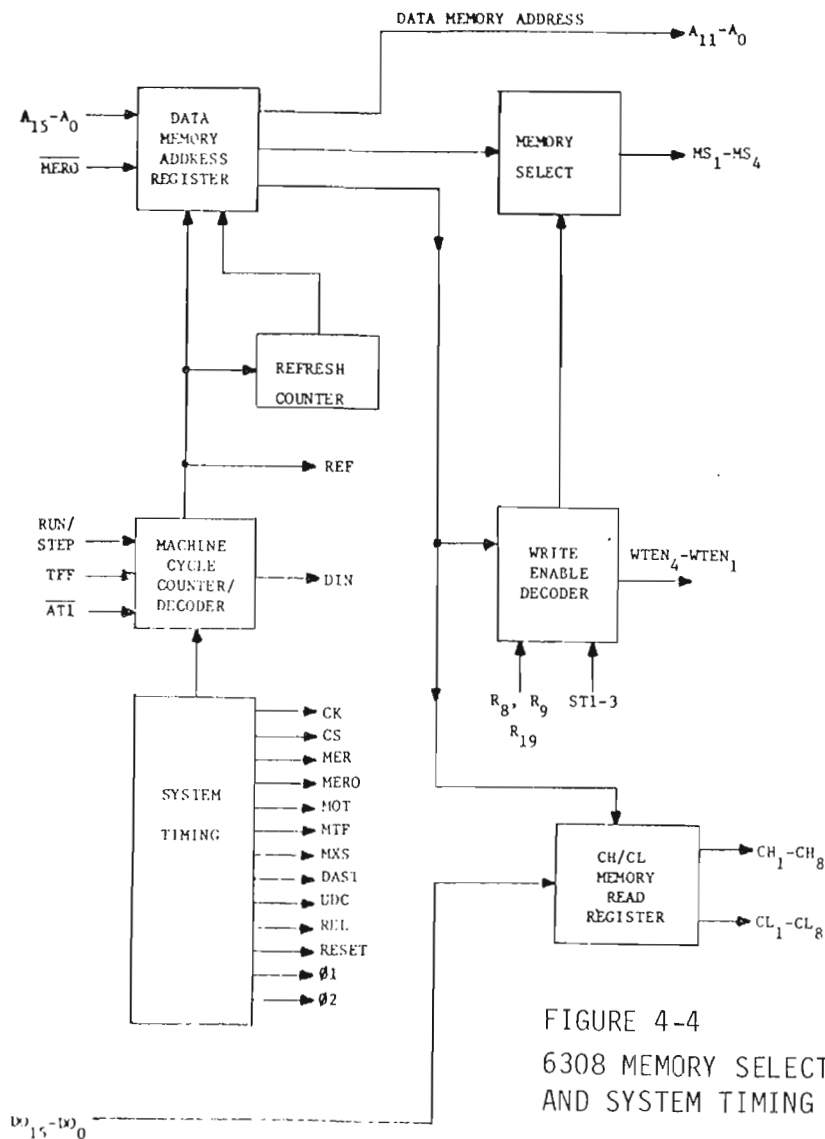 DATA MEMORY ADDRESS
A11-A0
A15-A0
MERO
DATA
MEMORY
ADDRESS
REGISTER
MEMORY
SELECT
MS1-MS4
REFRESH
COUNTER
REF
RUN/
STEP
TFF
AT1
MACHINE
CYCLE
COUNTER/
DECODER
DIN
WRITE
ENABLE
DECODER
WTEN4-WTEN1
R8, R9
R19
ST1-3
SYSTEM
TIMING
CK
CS
MER
MERO
MOT
MTF
MXS
DAS1
UDC
REL
RESET
Ø1
Ø2
CH/CL
MEMORY
READ
REGISTER
CH1-CH8
CL1-CL8
DO15-DO0
FIGURE 4-4
6308 MEMORY SELECT
AND SYSTEM TIMING